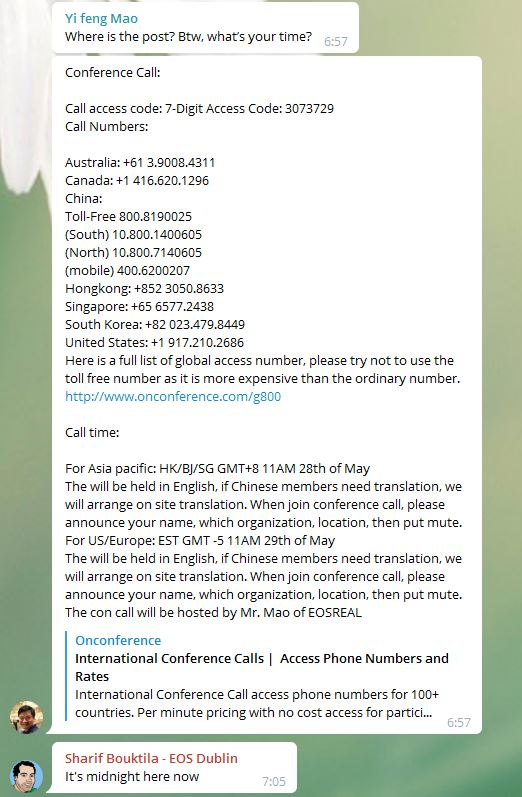 Yi feng Mao
Where is the post? Btw, what's your time?
6:57
Conference Call:
Call access code: 7-Digit Access Code: 3073729
Call Numbers:
Australia: +61 3.9008.4311
Canada: +1 416.620.1296
China:
Toll-Free 800.8190025
(South) 10.800.1400605
(North) 10.800.7140605
(mobile) 400.6200207
Hongkong: +852 3050.8633
Singapore: +65 6577.2438
South Korea: +82 023.479.8449
United States: +1 917.210.2686
Here is a full list of global access number, please try not to use the
toll free number as it is more expensive than the ordinary number.
http://www.onconference.com/g800
Call time:
For Asia pacific: HK/BJ/SG GMT+8 11AM 28th of May
The will be held in English, if Chinese members need translation, we
will arrange on site translation. When join conference call, please
announce your name, which organization, location, then put mute.
For US/Europe: EST GMT -5 11AM 29th of May
The will be held in English, if Chinese members need translation, we
will arrange on site translation. When join conference call, please
announce your name, which organization, location, then put mute.
The con call will be hosted by Mr. Mao of EOSREAL
Onconference
International Conference Calls | Access Phone Numbers and
Rates
International Conference Call access phone numbers for 100+
countries. Per minute pricing with no cost access for partici...
6:57
Sharif Bouktila - EOS Dublin
It's midnight here now
7:05